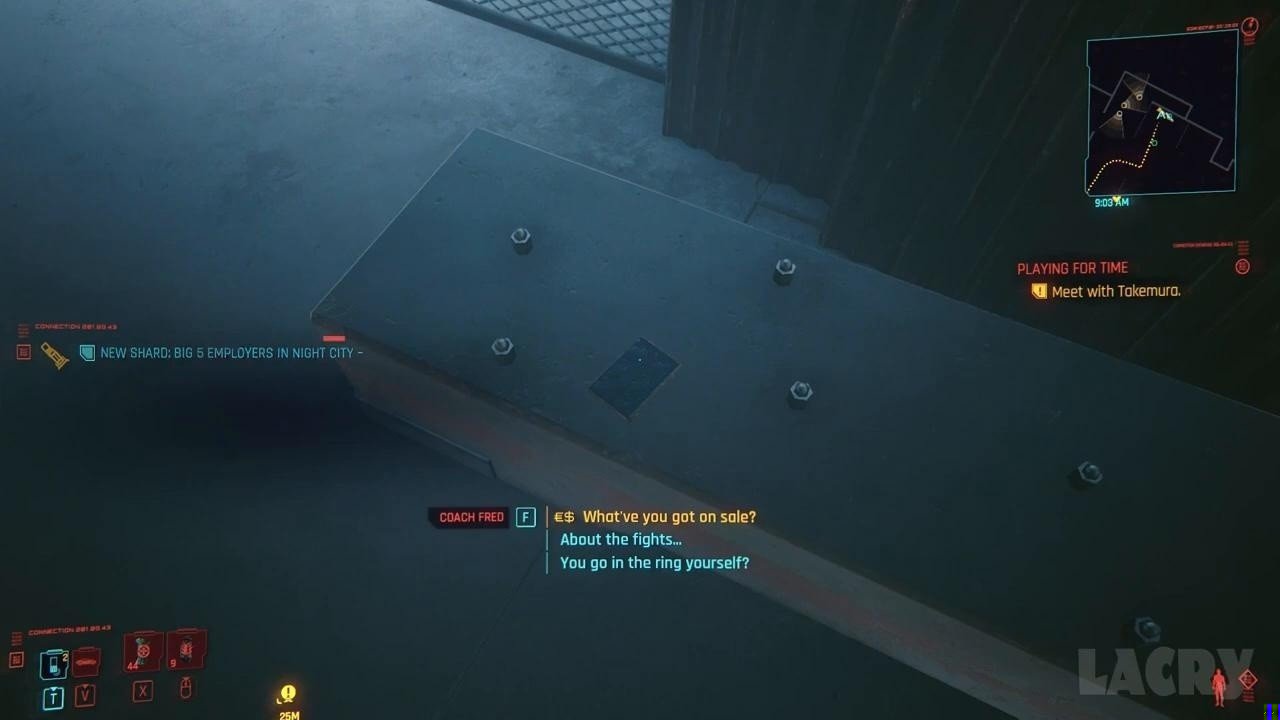 9:03 AM
PLAYING FOR TIME
Meet with Takemura.
NEW SHARD: BIG 5 EMPLOYERS IN NIGHT CITY –
COACH FRED F €$ What've you got on sale?
About the fights...
You go in the ring yourself?
2
44
9
T
V
X
25M
LACRY